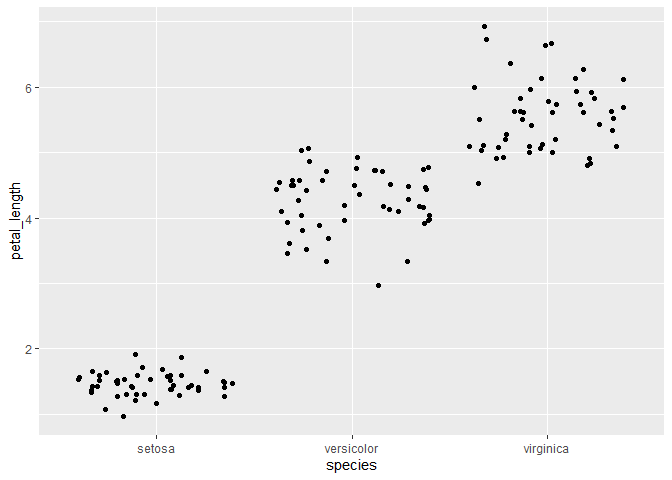 6
4
2
petal_length
setosa versicolor virginica
species